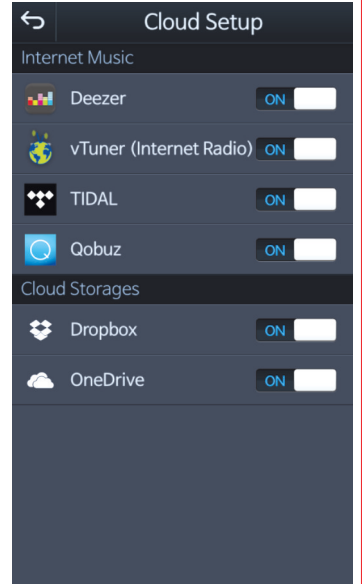 Cloud Setup
Internet Music
Deezer ON
vTuner (Internet Radio) ON
TIDAL ON
Qobuz ON
Cloud Storages
Dropbox ON
OneDrive ON